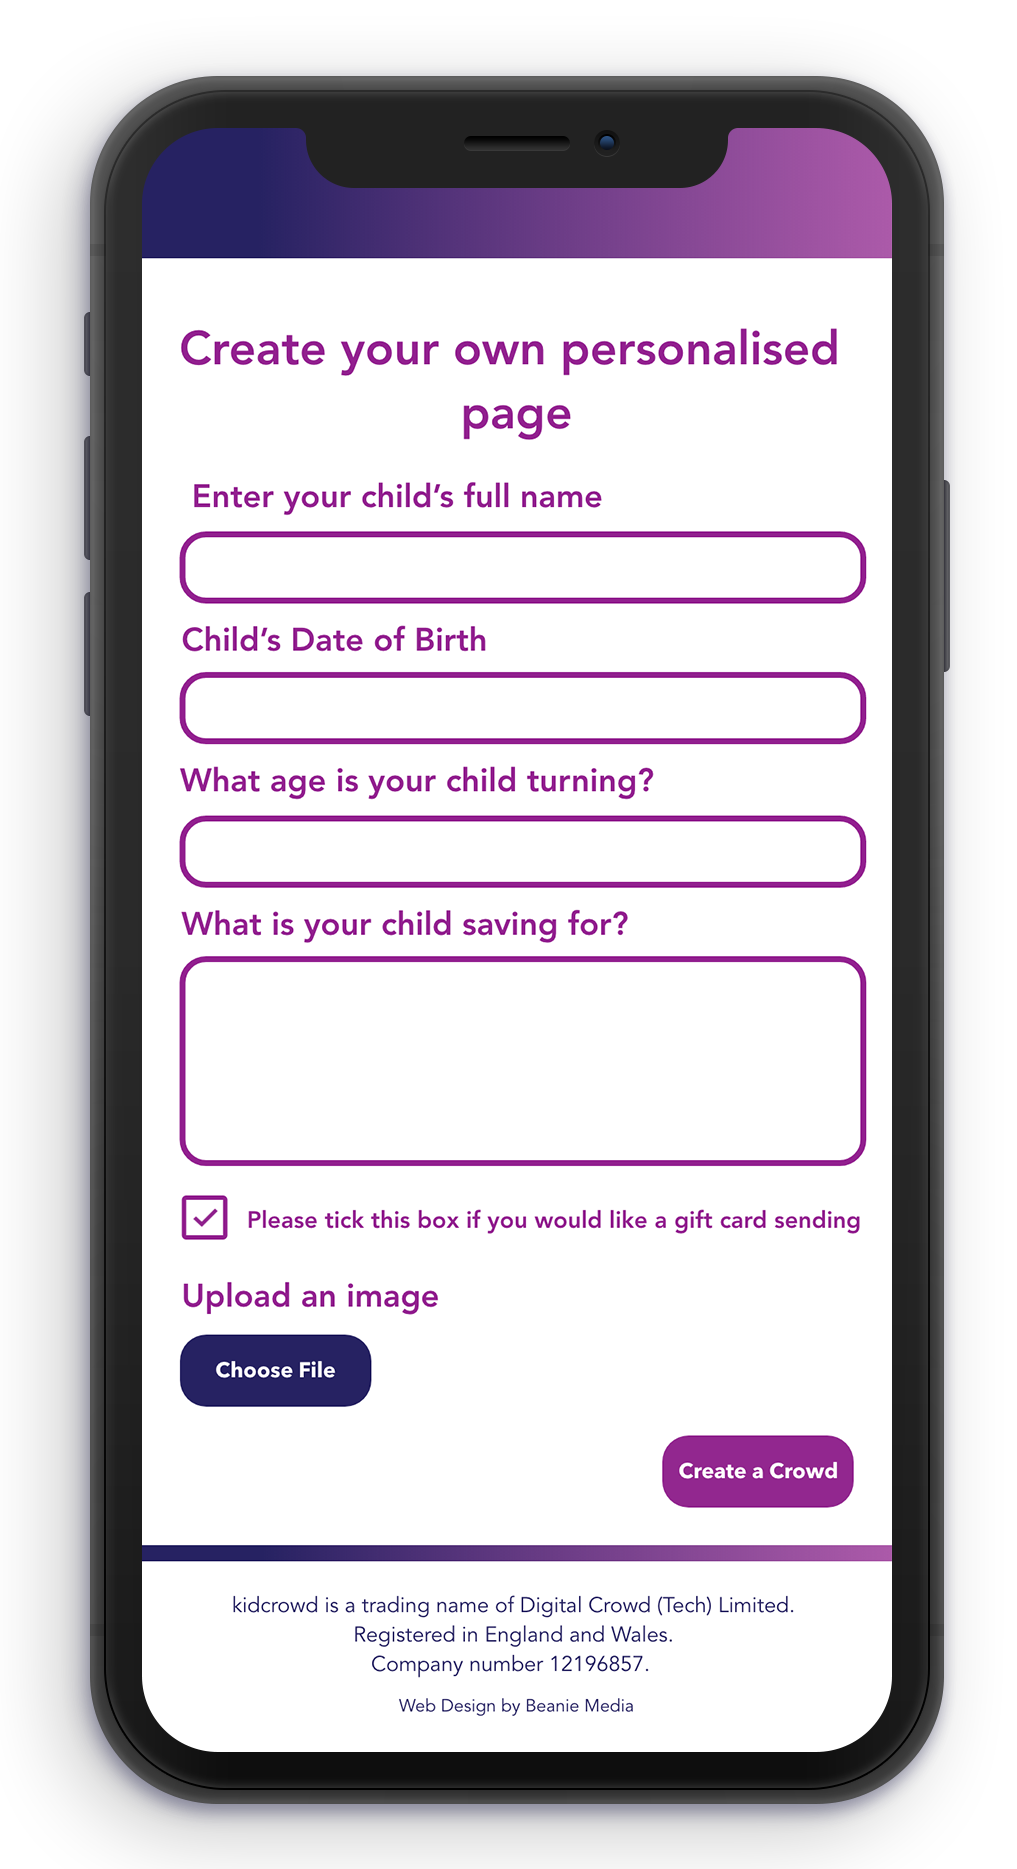 Create your own personalised
page
Enter your child’s full name
Child’s Date of Birth
What age is your child turning?
What is your child saving for?
Please tick this box if you would like a gift card sending
Upload an image
Choose File
Create a Crowd
kidcrowd is a trading name of Digital Crowd (Tech) Limited.
Registered in England and Wales.
Company number 12196857.
Web Design by Beanie Media